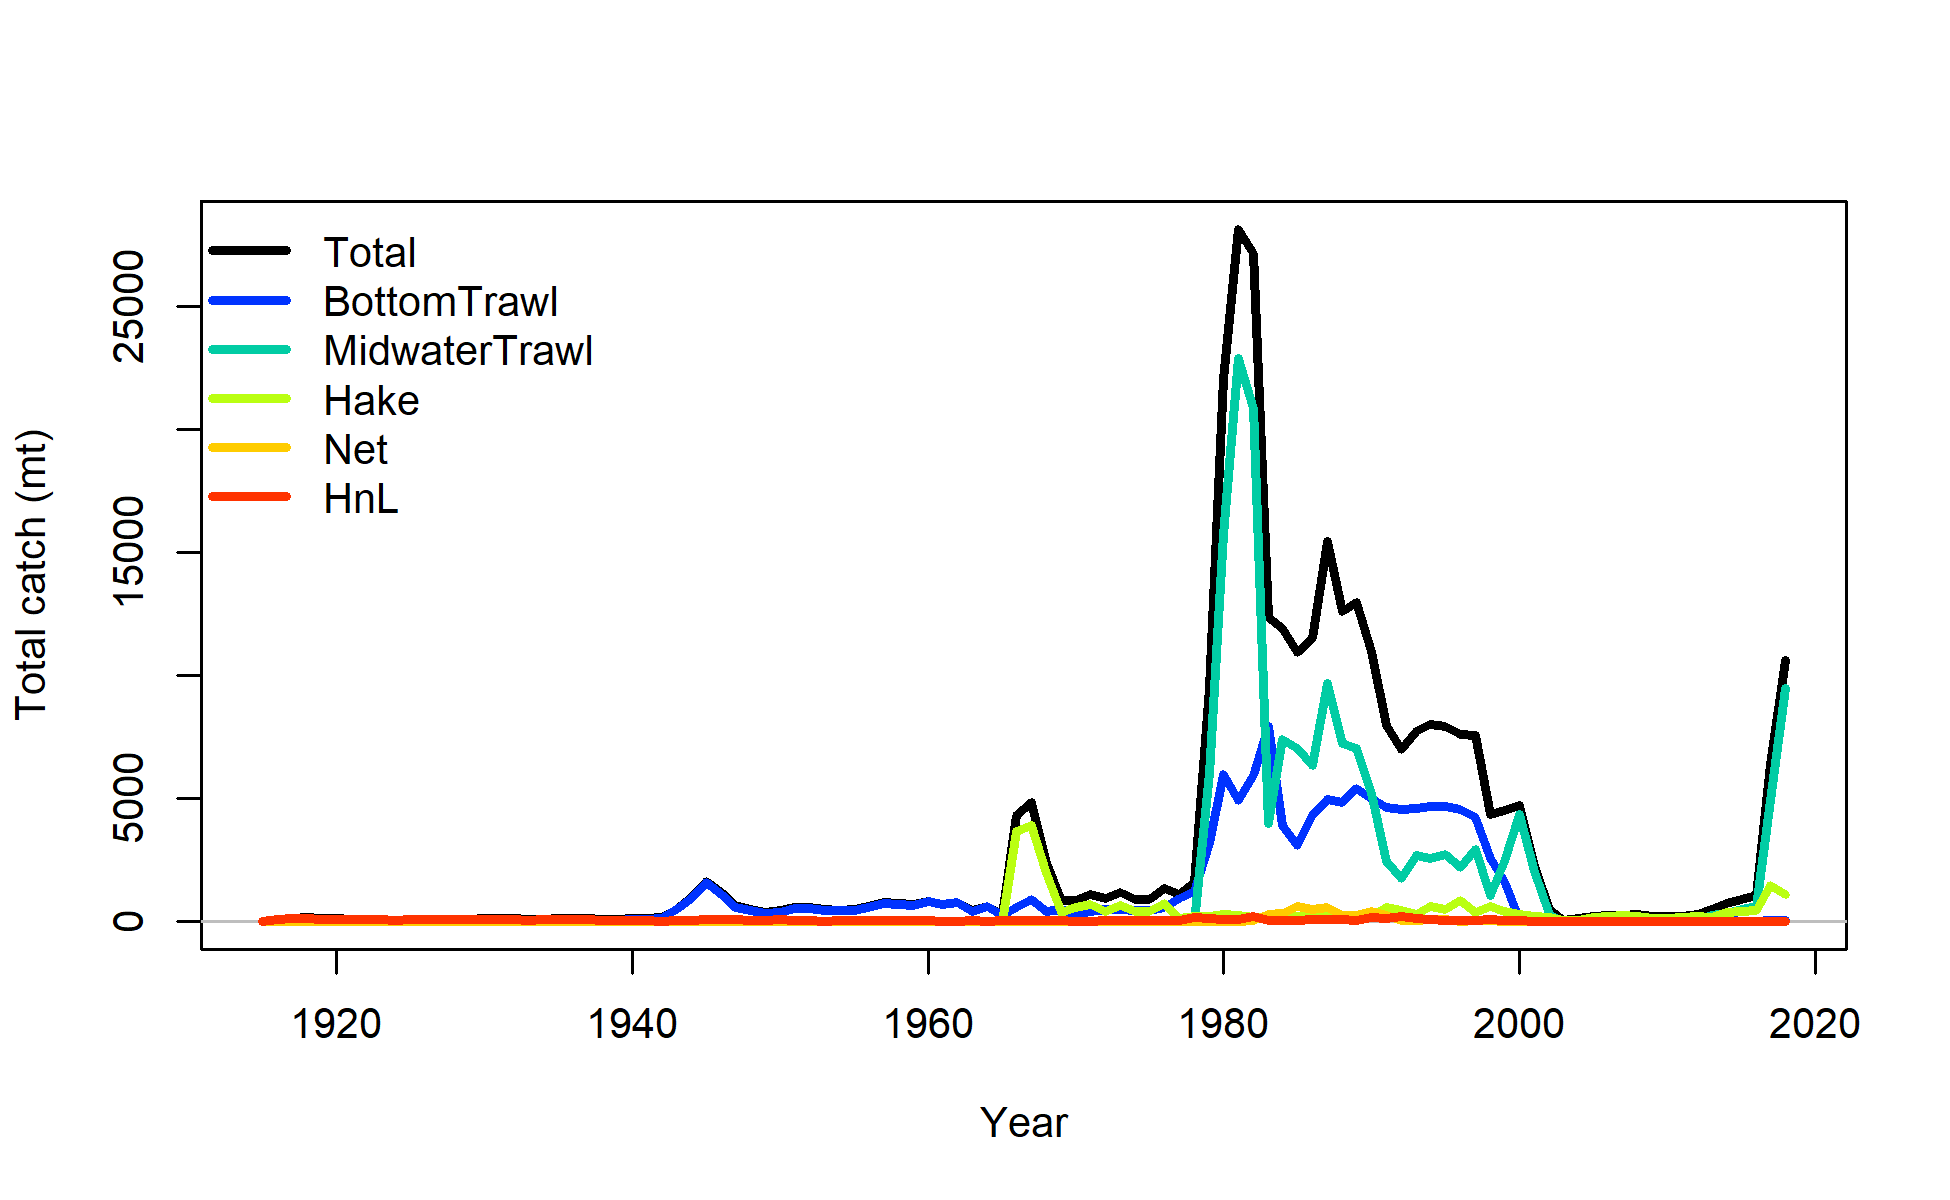 Total
BottomTrawl
MidwaterTrawl
Hake
Net
HnL
Total catch (mt)
25000
15000
5000
0
1920 1940 1960 1980 2000 2020
Year